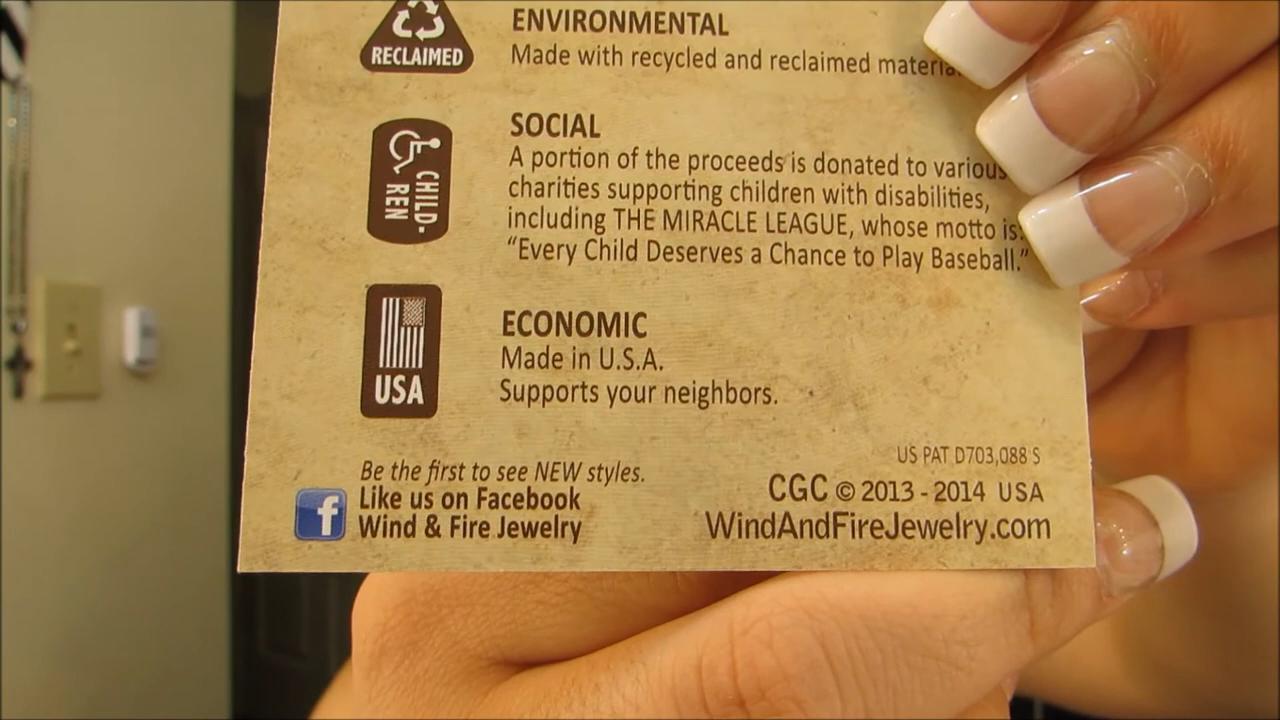 RECLAIMED
ENVIRONMENTAL
Made with recycled and reclaimed
CHILD-
REN
SOCIAL
A portion of the proceeds is donated to various
charities supporting children with disabilities,
including THE MIRACLE LEAGUE, whose motto is:
“Every Child Deserves a Chance to Play Baseball.”
USA
ECONOMIC
Made in U.S.A.
Supports your neighbors.
Be the first to see NEW styles.
f Like us on Facebook
Wind & Fire Jewelry
US PAT D703,088 S
CGC © 2013 - 2014 USA
WindAndFireJewelry.com